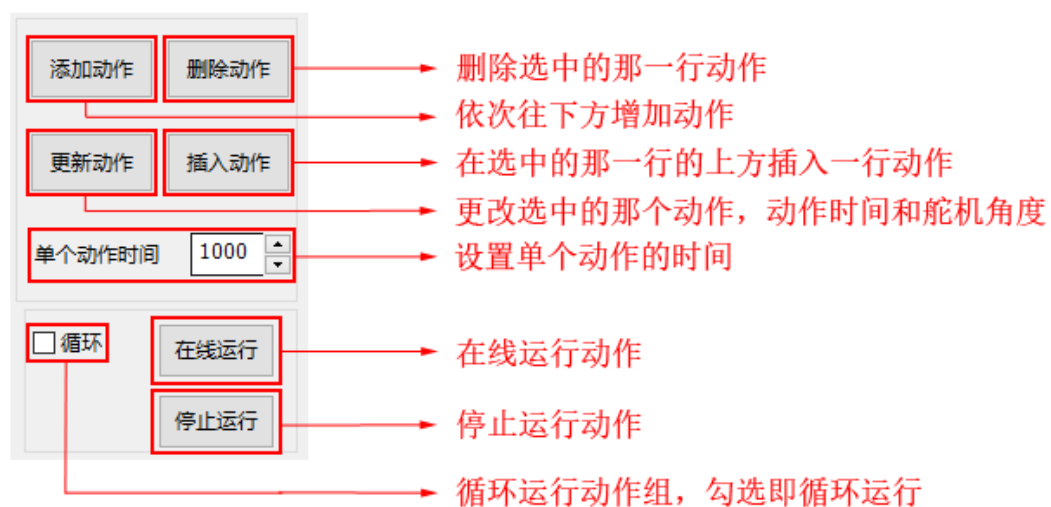 添加动作 删除动作 删除选中的那一行动作
依次往下方增加动作
更新动作 插入动作 在选中的那一行的上方插入一行动作
更改选中的那个动作，动作时间和舵机角度
单个动作时间 1000 设置单个动作的时间
循环 在线运行 在线运行动作
停止运行 停止运行动作
循环运行动作组，勾选即循环运行